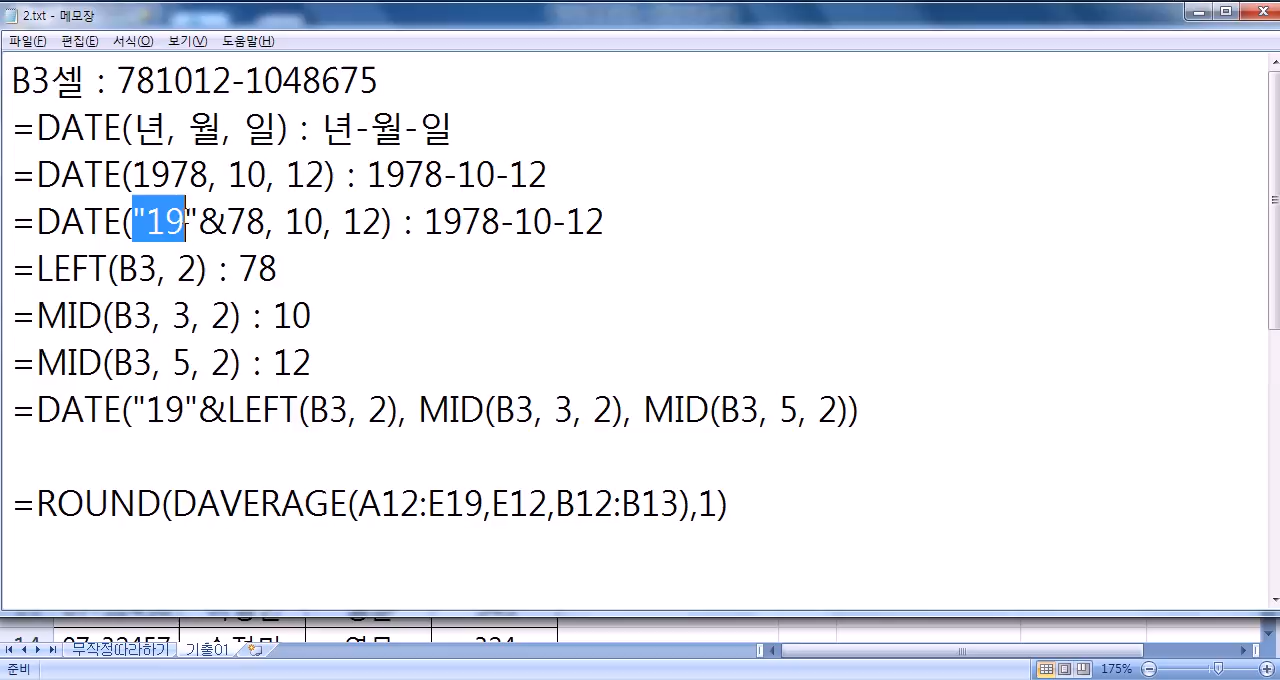 2.txt - 메모장
파일(F) 편집(E) 서식(O) 보기(V) 도움말(H)
B3셀 : 781012-1048675
=DATE(년, 월, 일) : 년-월-일
=DATE(1978, 10, 12) : 1978-10-12
=DATE("19"&78, 10, 12) : 1978-10-12
=LEFT(B3, 2) : 78
=MID(B3, 3, 2) : 10
=MID(B3, 5, 2) : 12
=DATE("19"&LEFT(B3, 2), MID(B3, 3, 2), MID(B3, 5, 2))
=ROUND(DAVERAGE(A12:E19,E12,B12:B13),1)
무작정따라하기 기출01
준비 175%